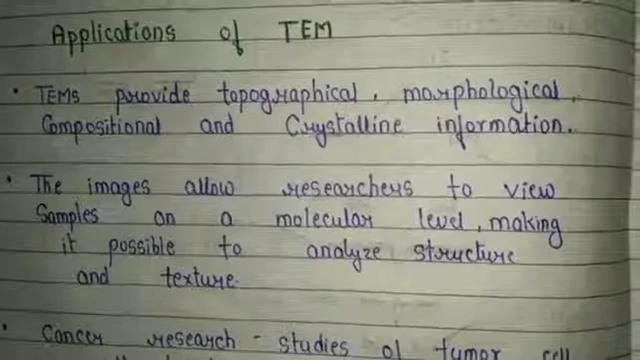 Applications of TEM
• TEMs provide topographical, morphological,
Compositional and Crystalline information.
• The images allow researchers to view
Samples on a molecular level, making
it possible to analyze structure
and texture.
• Cancer research - studies of tumor cell